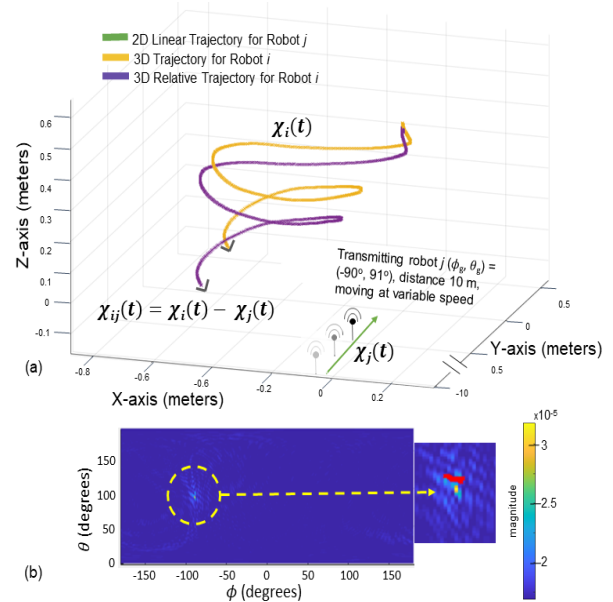 2D Linear Trajectory for Robot j
3D Trajectory for Robot i
3D Relative Trajectory for Robot i
χi(t)
0.6
0.5
0.4
0.3
0.2
0.1
0
-0.1
Z-axis (meters)
Transmitting robot j (ϕg, θg) =
(-90º, 91º), distance 10 m,
moving at variable speed
χij(t) = χi(t) − χj(t)
χj(t)
0.5
0
0.5
-10
Y-axis (meters)
(a)
-0.8
-0.6
-0.6
-0.4
-0.2
0
0.2
X-axis (meters)
x10-5
3
2.5
2
magnitude
150
100
50
0
θ (degrees)
-150
-100
-50
0
50
100
150
ϕ (degrees)
(b)